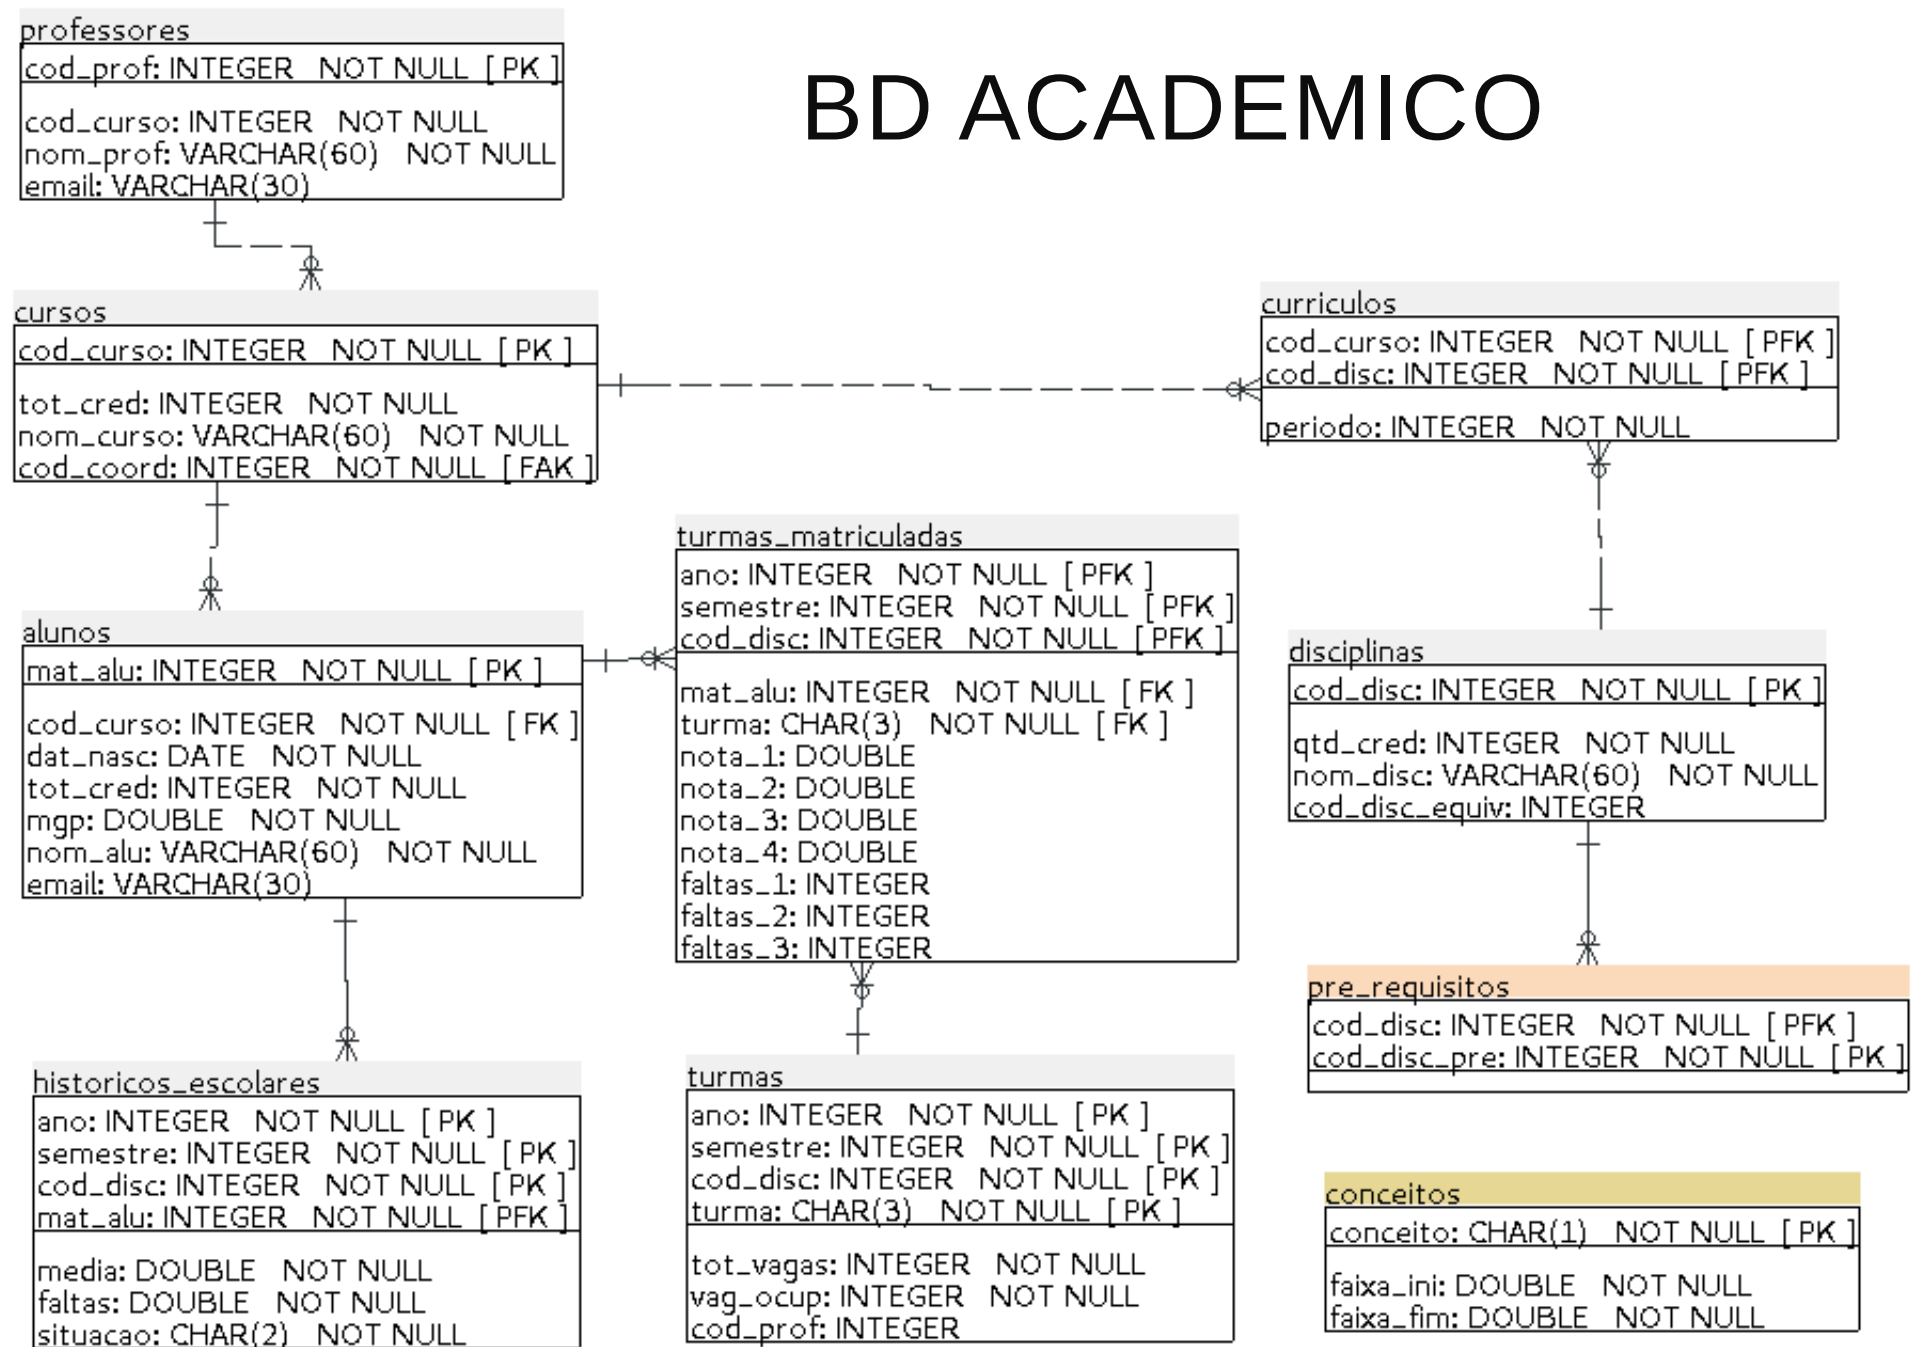 BD ACADEMICO
professores
cod_prof: INTEGER NOT NULL [ PK ]
cod_curso: INTEGER NOT NULL
nom_prof: VARCHAR(60) NOT NULL
email: VARCHAR(30)
cursos
cod_curso: INTEGER NOT NULL [ PK ]
tot_cred: INTEGER NOT NULL
nom_curso: VARCHAR(60) NOT NULL
cod_coord: INTEGER NOT NULL [ FAK ]
curriculos
cod_curso: INTEGER NOT NULL [ PFK ]
cod_disc: INTEGER NOT NULL [ PFK ]
periodo: INTEGER NOT NULL
turmas_matriculadas
ano: INTEGER NOT NULL [ PFK ]
semestre: INTEGER NOT NULL [ PFK ]
cod_disc: INTEGER NOT NULL [ PFK ]
mat_alu: INTEGER NOT NULL [ FK ]
turma: CHAR(3) NOT NULL [ FK ]
nota_1: DOUBLE
nota_2: DOUBLE
nota_3: DOUBLE
nota_4: DOUBLE
faltas_1: INTEGER
faltas_2: INTEGER
faltas_3: INTEGER
alunos
mat_alu: INTEGER NOT NULL [ PK ]
cod_curso: INTEGER NOT NULL [ FK ]
dat_nasc: DATE NOT NULL
tot_cred: INTEGER NOT NULL
mgp: DOUBLE NOT NULL
nom_alu: VARCHAR(60) NOT NULL
email: VARCHAR(30)
disciplinas
cod_disc: INTEGER NOT NULL [ PK ]
qtd_cred: INTEGER NOT NULL
nom_disc: VARCHAR(60) NOT NULL
cod_disc_equiv: INTEGER
pre_requisitos
cod_disc: INTEGER NOT NULL [ PFK ]
cod_disc_pre: INTEGER NOT NULL [ PK ]
historicos_escolares
ano: INTEGER NOT NULL [ PK ]
semestre: INTEGER NOT NULL [ PK ]
cod_disc: INTEGER NOT NULL [ PK ]
mat_alu: INTEGER NOT NULL [ PFK ]
media: DOUBLE NOT NULL
faltas: DOUBLE NOT NULL
situacao: CHAR(2) NOT NULL
turmas
ano: INTEGER NOT NULL [ PK ]
semestre: INTEGER NOT NULL [ PK ]
cod_disc: INTEGER NOT NULL [ PK ]
turma: CHAR(3) NOT NULL [ PK ]
tot_vagas: INTEGER NOT NULL
vag_ocup: INTEGER NOT NULL
cod_prof: INTEGER
conceitos
conceito: CHAR(1) NOT NULL [ PK ]
faixa_ini: DOUBLE NOT NULL
faixa_fim: DOUBLE NOT NULL